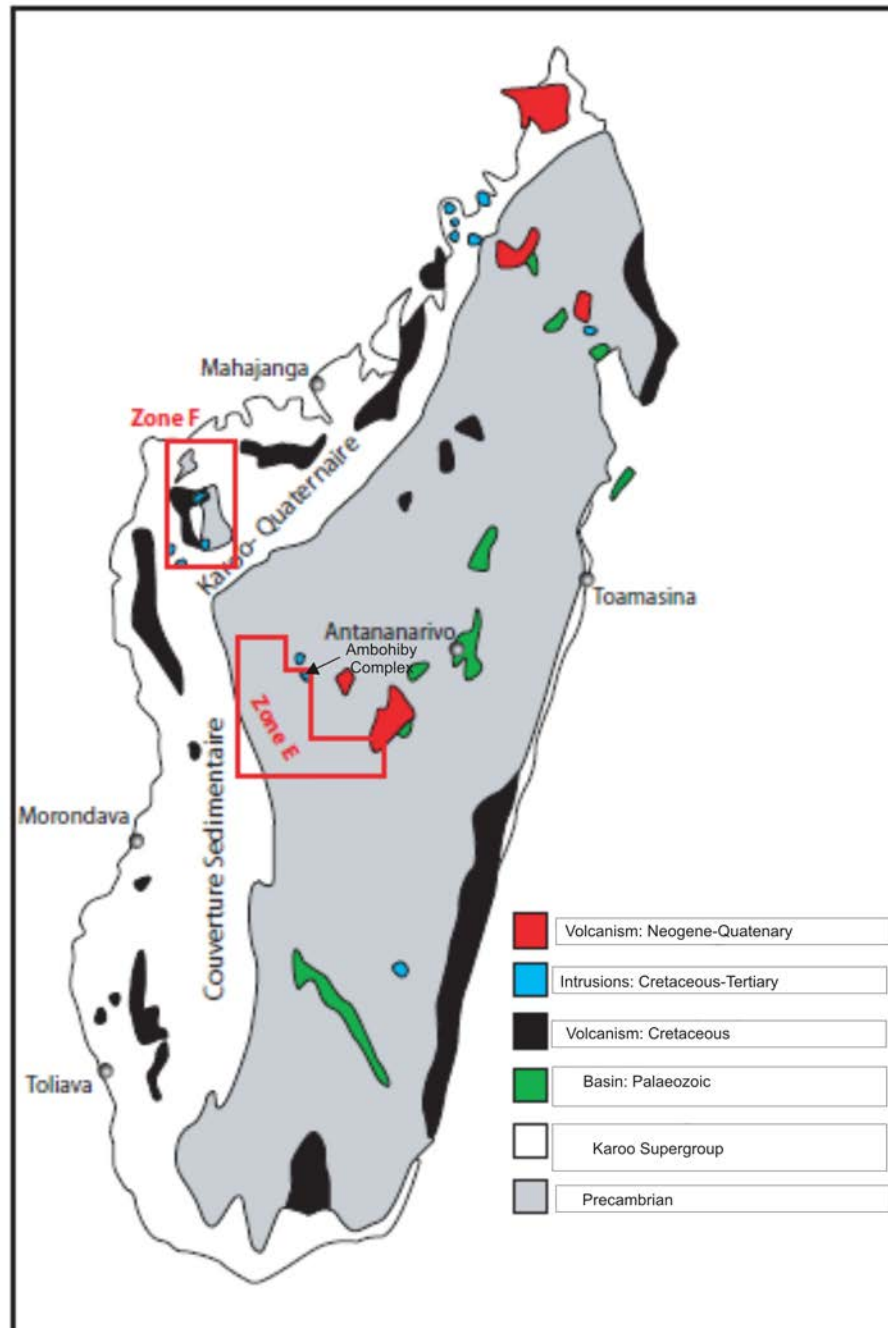 Mahajanga
Zone F
Karoo- Quaternaire
Toamasina
Antananarivo
Ambohiby
Complex
Zone E
Couverture Sedimentaire
Morondava
Toliava
Volcanism: Neogene-Quatenary
Intrusions: Cretaceous-Tertiary
Volcanism: Cretaceous
Basin: Palaeozoic
Karoo Supergroup
Precambrian